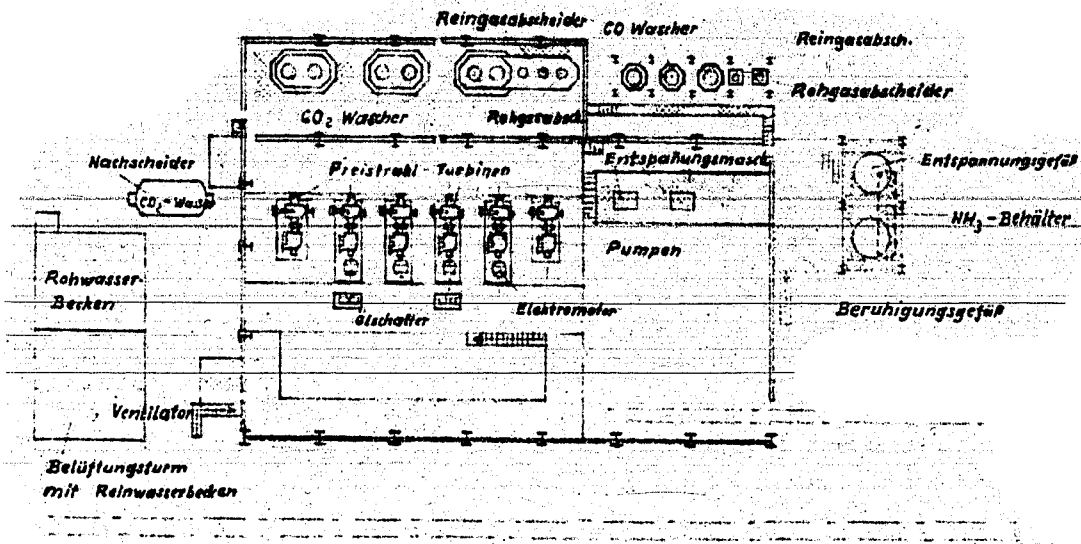 Reingasabscheider
CO Wascher
Reingasabsch.
CO₂ Wascher
Rohgasabsch.
Rohgasabscheider
Nachscheider
CO₂-Wasser
Freistrahl-Turbinen
Entspañungsmasch.
Entspannungsgefäß
NH₃-Behälter
Pumpen
Rohwasser
Becken
Ölschalter
Elektromotor
Beruhigungsgefäß
Ventilator
Belüftungsturm
mit Reinwasserbecken